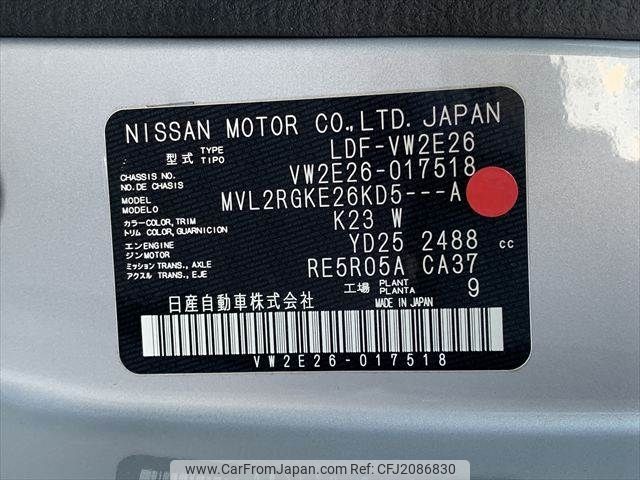 NISSAN MOTOR CO.,LTD. JAPAN
型式 TYPE TIPO LDF-VW2E26
CHASSIS NO. NO. DE CHASIS VW2E26-017518
MODEL MODELO MVL2RGKE26KD5---A
カラー COLOR, TRIM トリム COLOR, GUARNICION K23 W
エンジン ENGINE MOTOR YD25 2488 cc
ミッション TRANS., AXLE アクスル TRANS., EJE RE5R05A CA37
工場 PLANT PLANTA 9
日産自動車株式会社 MADE IN JAPAN
VW2E26-017518
www.CarFromJapan.com | Car Ref No: CFJ2086830